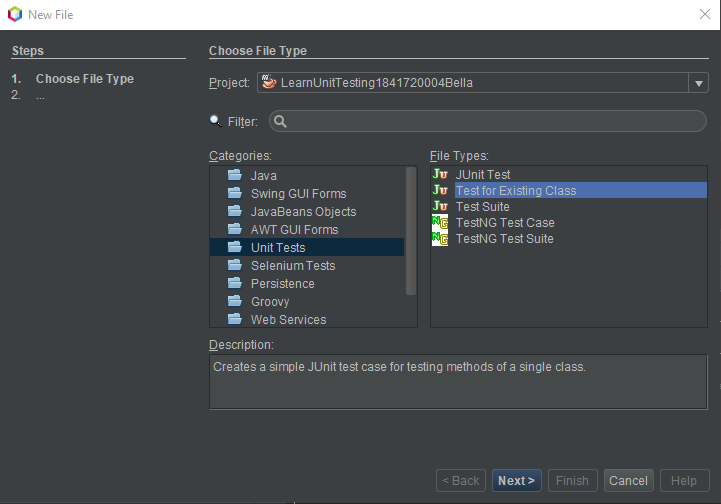 New File
Steps
1. Choose File Type
2. ...
Choose File Type
Project: LearnUnitTesting1841720004Bella
Filter:
Categories:
Java
Swing GUI Forms
JavaBeans Objects
AWT GUI Forms
Unit Tests
Selenium Tests
Persistence
Groovy
Web Services
File Types:
JUnit Test
Test for Existing Class
Test Suite
TestNG Test Case
TestNG Test Suite
Description:
Creates a simple JUnit test case for testing methods of a single class.
< Back Next > Finish Cancel Help